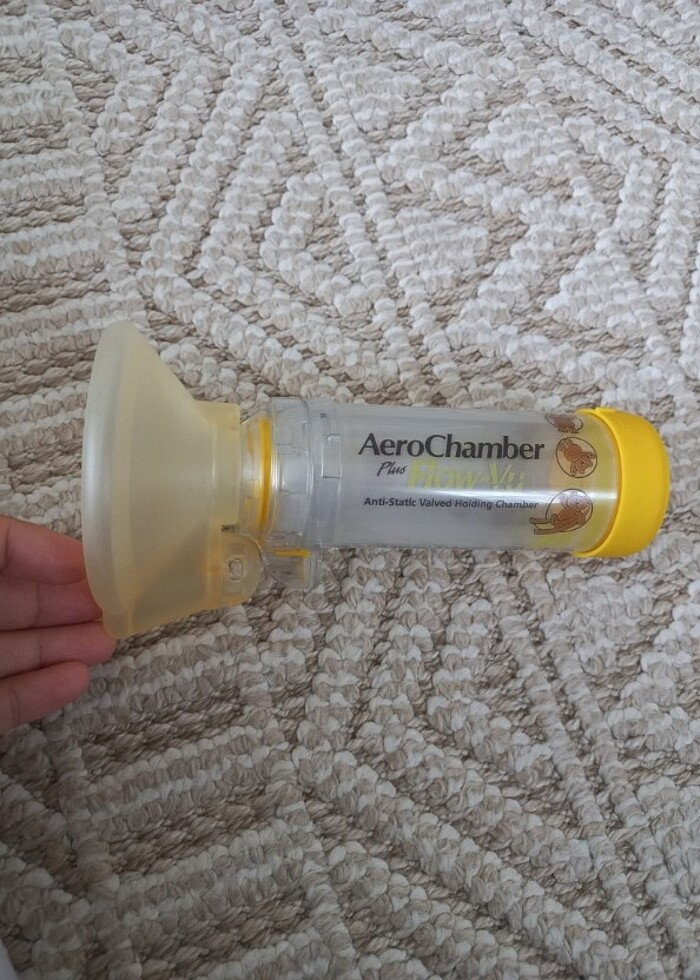 AeroChamber
Plus Flow-Vu
Anti-Static Valved Holding Chamber